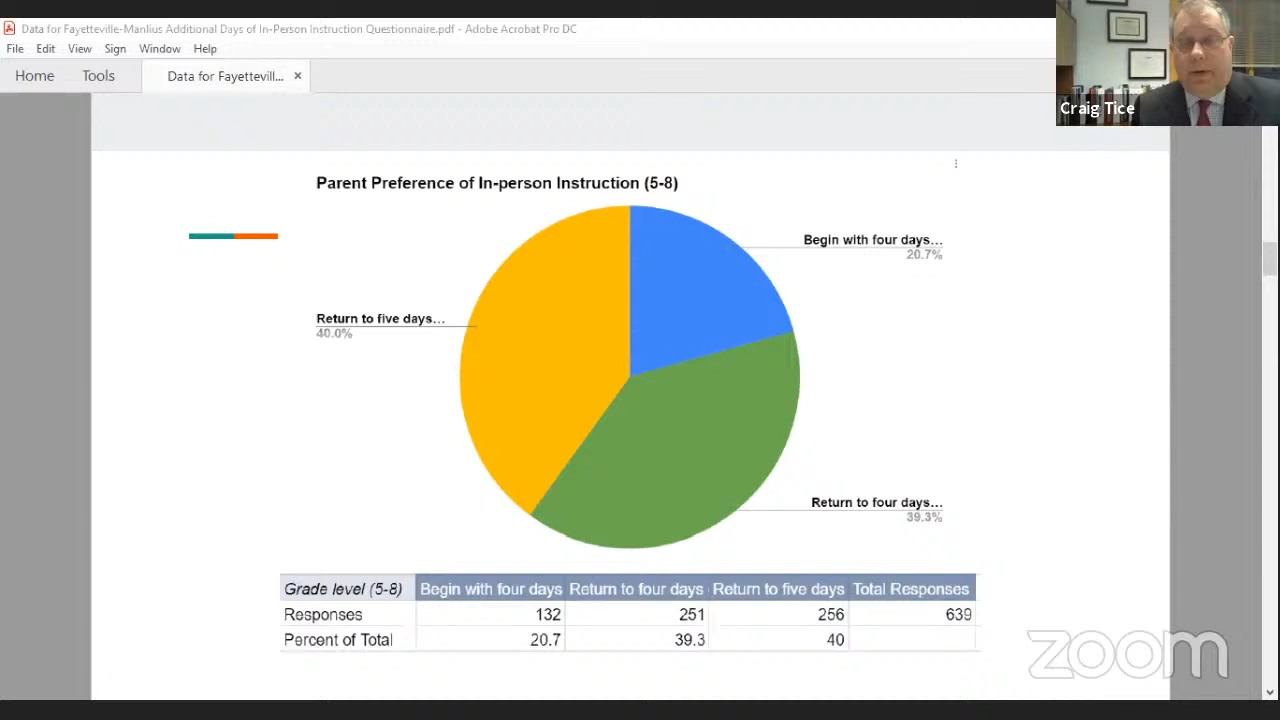 Data for Fayetteville-Manlius Additional Days of In-Person Instruction Questionnaire.pdf - Adobe Acrobat Pro DC
File Edit View Sign Window Help
Home Tools Data for Fayettevill... ×
Craig Tice
Parent Preference of In-person Instruction (5-8)
Begin with four days…
20.7%
Return to five days…
40.0%
Return to four days…
39.3%
Grade level (5-8) Begin with four days Return to four days Return to five days Total Responses
Responses 132 251 256 639
Percent of Total 20.7 39.3 40
zoom